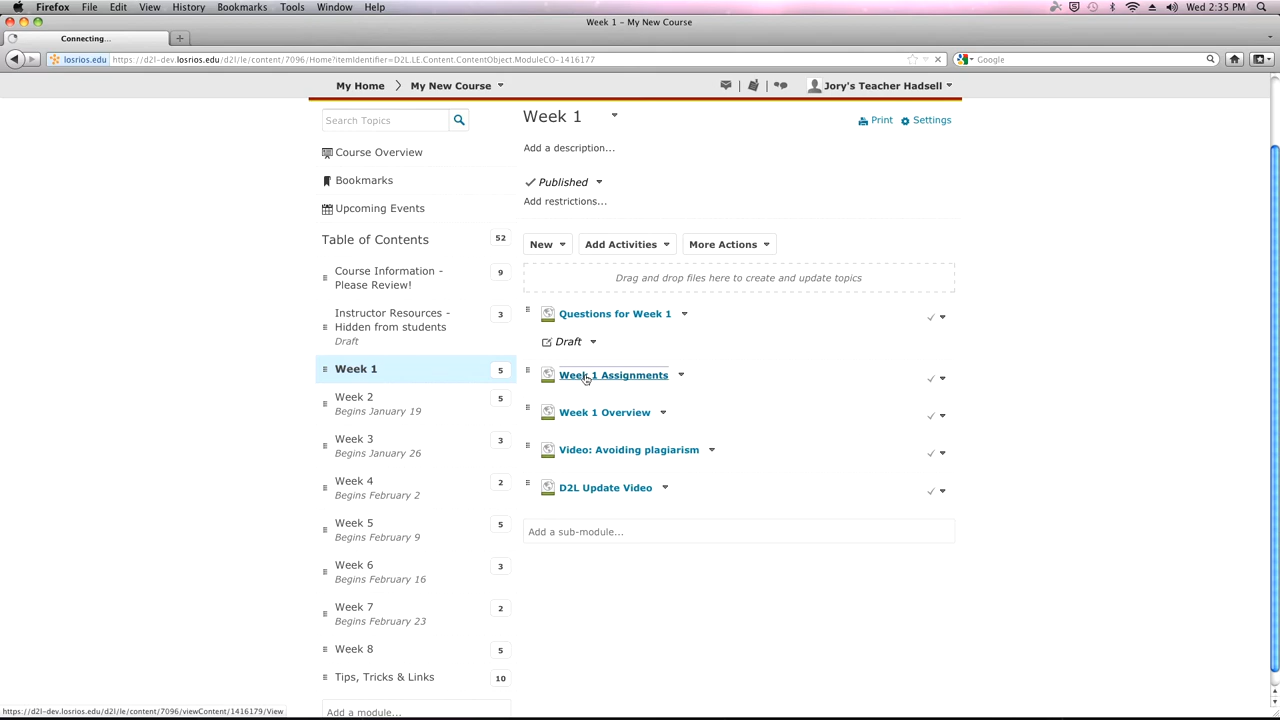 Firefox File Edit View History Bookmarks Tools Window Help Wed 2:35 PM
Week 1 - My New Course
Connecting...
losrios.edu https://d2l-dev.losrios.edu/d2l/le/content/7096/Home?itemIdentifier=D2L.LE.Content.ContentObject.ModuleCO-1416177 Google
My Home My New Course Jory's Teacher Hadsell
Search Topics
Course Overview
Bookmarks
Upcoming Events
Table of Contents 52
Course Information -
Please Review! 9
Instructor Resources -
Hidden from students 3
Draft
Week 1 5
Week 2 5
Begins January 19
Week 3 3
Begins January 26
Week 4 2
Begins February 2
Week 5 5
Begins February 9
Week 6 3
Begins February 16
Week 7 2
Begins February 23
Week 8 5
Tips, Tricks & Links 10
Add a module...
Week 1 Print Settings
Add a description...
Published
Add restrictions...
New Add Activities More Actions
Drag and drop files here to create and update topics
Questions for Week 1
Draft
Week 1 Assignments
Week 1 Overview
Video: Avoiding plagiarism
D2L Update Video
Add a sub-module...
https://d2l-dev.losrios.edu/d2l/le/content/7096/viewContent/1416179/View